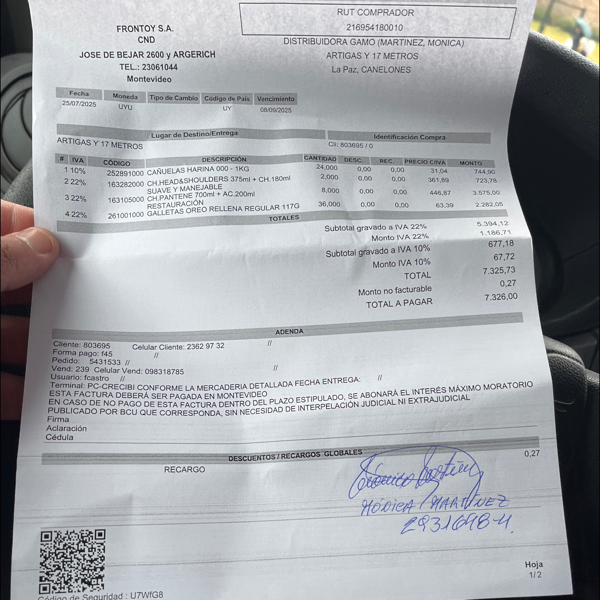 FRONTOY S.A.
CND
JOSE DE BEJAR 2600 y ARGERICH
TEL.: 23061044
Montevideo
RUT COMPRADOR
216954180010
DISTRIBUIDORA GAMO (MARTINEZ, MONICA)
ARTIGAS Y 17 METROS
La Paz, CANELONES
Fecha Moneda Tipo de Cambio Código de País Vencimiento
25/07/2025 UYU UY 08/09/2025
Lugar de Destino/Entrega Identificación Compra
ARTIGAS Y 17 METROS Cli: 803695 / 0
# IVA CÓDIGO DESCRIPCIÓN CANTIDAD DESC. REC. PRECIO C/IVA MONTO
1 10% 252891000 CAÑUELAS HARINA 000 - 1KG 24,000 0,00 0,00 31,04 744,90
2 22% 163282000 CH.HEAD&SHOULDERS 375ml + CH.180ml SUAVE Y MANEJABLE 2,000 0,00 0,00 361,89 723,78
3 22% 163105000 CH.PANTENE 700ml + AC.200ml RESTAURACIÓN 8,000 0,00 0,00 446,87 3.575,00
4 22% 261001000 GALLETAS OREO RELLENA REGULAR 117G 36,000 0,00 0,00 63,39 2.282,05
TOTALES
Subtotal gravado a IVA 22% 5.394,12
Monto IVA 22% 1.186,71
Subtotal gravado a IVA 10% 677,18
Monto IVA 10% 67,72
TOTAL 7.325,73
Monto no facturable 0,27
TOTAL A PAGAR 7.326,00
ADENDA
Cliente: 803695 Celular Cliente: 2362 97 32 //
Forma pago: f45 //
Pedido: 5431533 //
Vend: 239 Celular Vend: 098318785 //
Usuario: fcastro //
Terminal: PC-CRECIBI CONFORME LA MERCADERIA DETALLADA FECHA ENTREGA: //
ESTA FACTURA DEBERÁ SER PAGADA EN MONTEVIDEO
EN CASO DE NO PAGO DE ESTA FACTURA DENTRO DEL PLAZO ESTIPULADO, SE ABONARÁ EL INTERÉS MÁXIMO MORATORIO
PUBLICADO POR BCU QUE CORRESPONDA, SIN NECESIDAD DE INTERPELACIÓN JUDICIAL NI EXTRAJUDICIAL
Firma
Aclaración
Cédula
DESCUENTOS / RECARGOS GLOBALES
RECARGO 0,27
MÓNICA MARTÍNEZ
2931698-4
Código de Seguridad : U7WfG8
Hoja
1/2